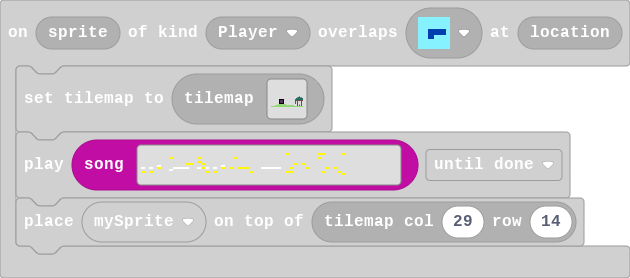 on sprite of kind Player overlaps at location
set tilemap to tilemap
play song until done
place mySprite on top of tilemap col 29 row 14